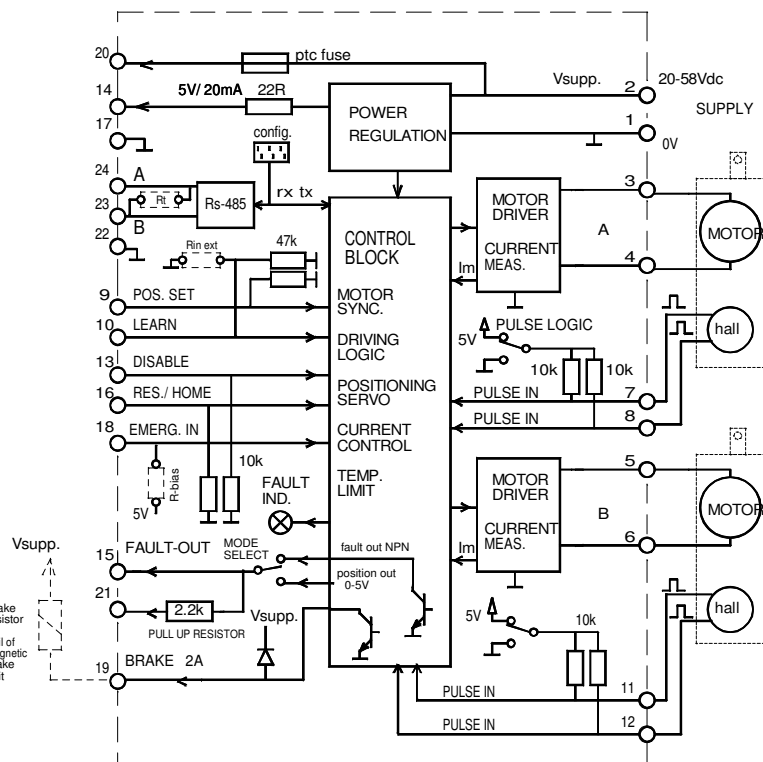 20
ptc fuse
14
5V/ 20mA
22R
17
config.
POWER
REGULATION
Vsupp.
2
20-58Vdc
SUPPLY
1
0V
24
A
Rt
23
B
Rs-485
rx tx
22
Rin ext
47k
9
POS. SET
10
LEARN
13
DISABLE
16
RES./ HOME
18
EMERG. IN
R-bias
5V
10k
FAULT
IND.
CONTROL
BLOCK
MOTOR
SYNC.
DRIVING
LOGIC
POSITIONING
SERVO
CURRENT
CONTROL
TEMP.
LIMIT
MOTOR
DRIVER
CURRENT
MEAS.
A
Im
3
4
MOTOR
hall
5V
PULSE LOGIC
10k
10k
PULSE IN
7
PULSE IN
8
MOTOR
DRIVER
CURRENT
MEAS.
B
Im
5
6
MOTOR
hall
5V
10k
PULSE IN
11
PULSE IN
12
Vsupp.
15
FAULT-OUT
MODE
SELECT
fault out NPN
position out
0-5V
21
2.2k
PULL UP RESISTOR
Vsupp.
19
BRAKE 2A